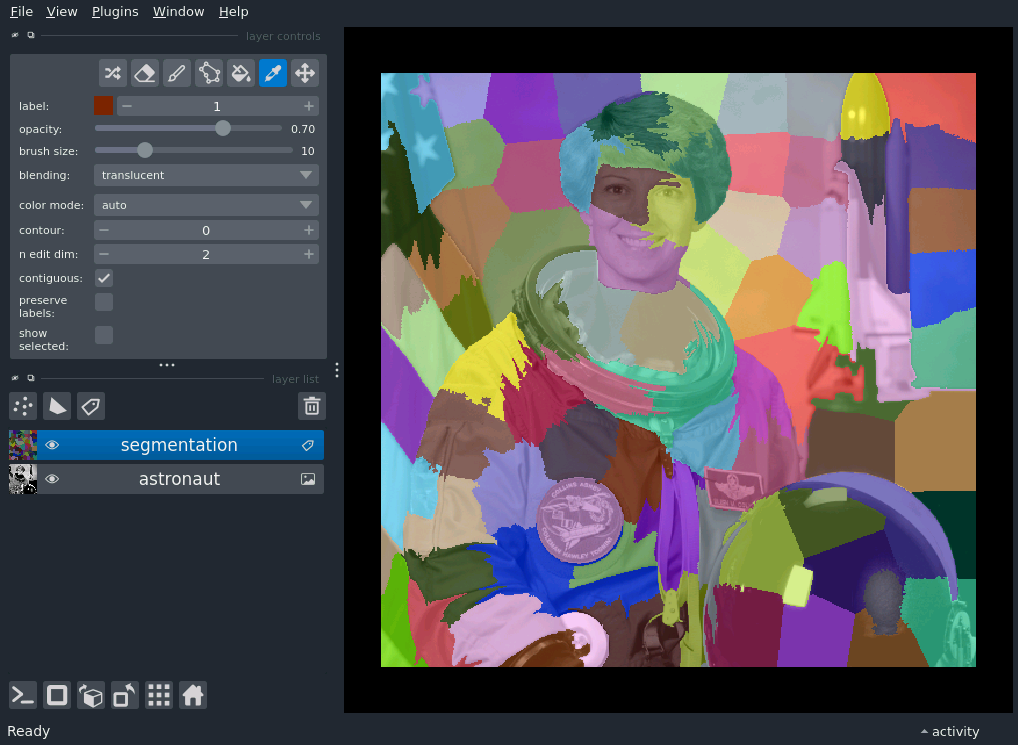 File View Plugins Window Help
layer controls
label: 1
opacity: 0.70
brush size: 10
blending: translucent
color mode: auto
contour: 0
n edit dim: 2
contiguous:
preserve
labels:
show
selected:
layer list
segmentation
astronaut
Ready
activity